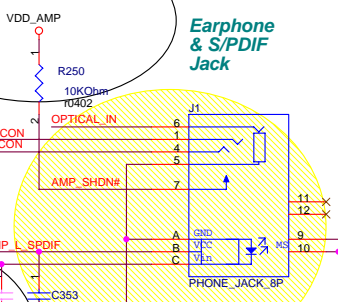 VDD_AMP
Earphone
& S/PDIF
Jack
1
R250
10KOhm
r0402
2
OPTICAL_IN
J1
6
CON
1
CON
4
5
AMP_SHDN#
7
11
12
A
GND
9
P_L_SPDIF
B
VCC
MS
10
C
Vin
PHONE_JACK_8P
1
C353